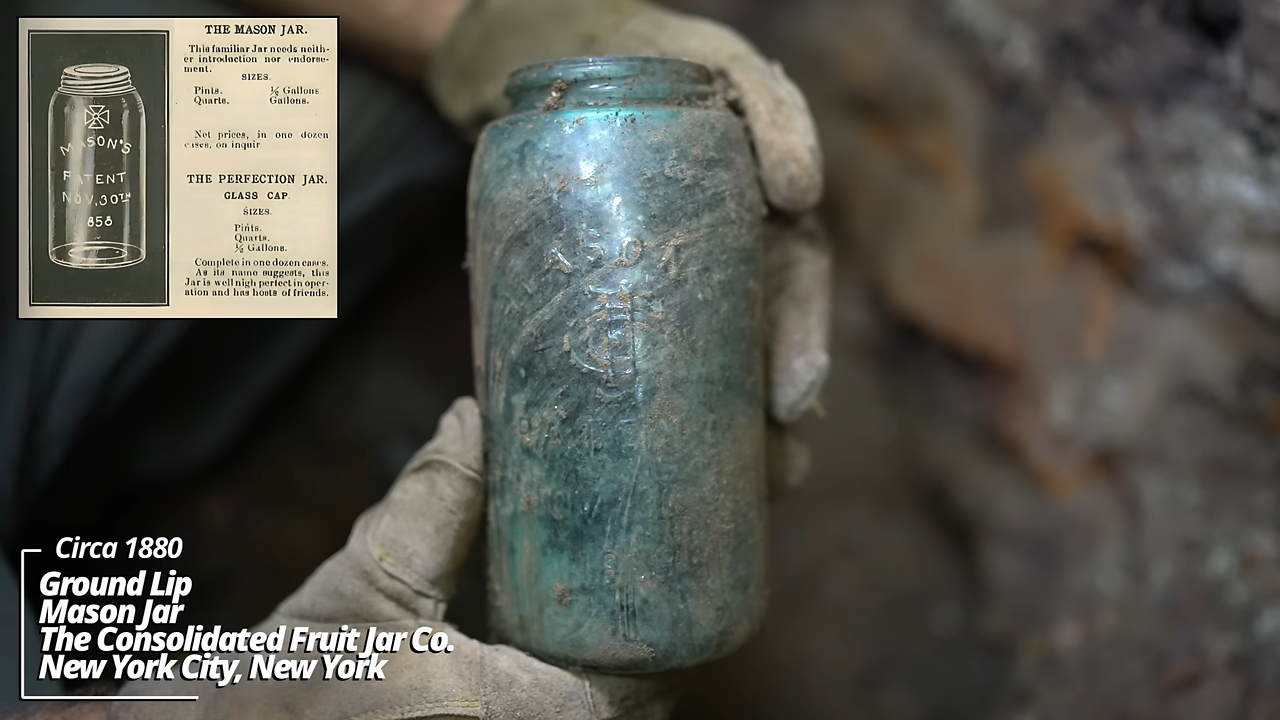 THE MASON JAR.
This familiar Jar needs neith-
er introduction nor endorse-
ment.
SIZES.
Pints. ½ Gallons
Quarts. Gallons.
Net prices, in one dozen
cases, on inquir
THE PERFECTION JAR.
GLASS CAP
SIZES.
Pints.
Quarts.
½ Gallons.
Complete in one dozen cases.
As its name suggests, this
Jar is well nigh perfect in oper-
ation and has hosts of friends.
MASON'S
PATENT
NOV. 30TH
858
Circa 1880
Ground Lip
Mason Jar
The Consolidated Fruit Jar Co.
New York City, New York